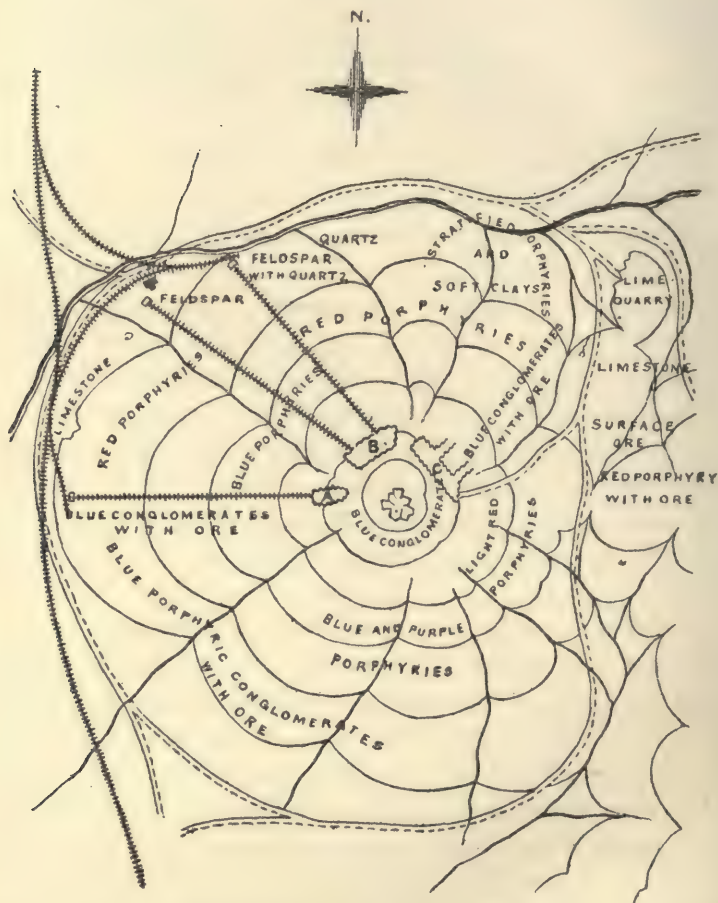 N.
QUARTZ
FELDSPAR
WITH QUARTZ
FELDSPAR
STRATIFIED PORPHYRIES
AND
SOFT CLAYS
LIME
QUARRY
RED PORPHYRIES
LIMESTONE
LIMESTONE
RED PORPHYRIES
BLUE PORPHYRIES
BLUE CONGLOMERATES
WITH ORE
SURFACE
ORE
RED PORPHYRY
WITH ORE
B
A
BLUE CONGLOMERATE
BLUE CONGLOMERATES
WITH ORE
LIGHT RED
PORPHYRIES
BLUE AND PURPLE
PORPHYRIES
BLUE PORPHYRIC CONGLOMERATES
WITH ORE